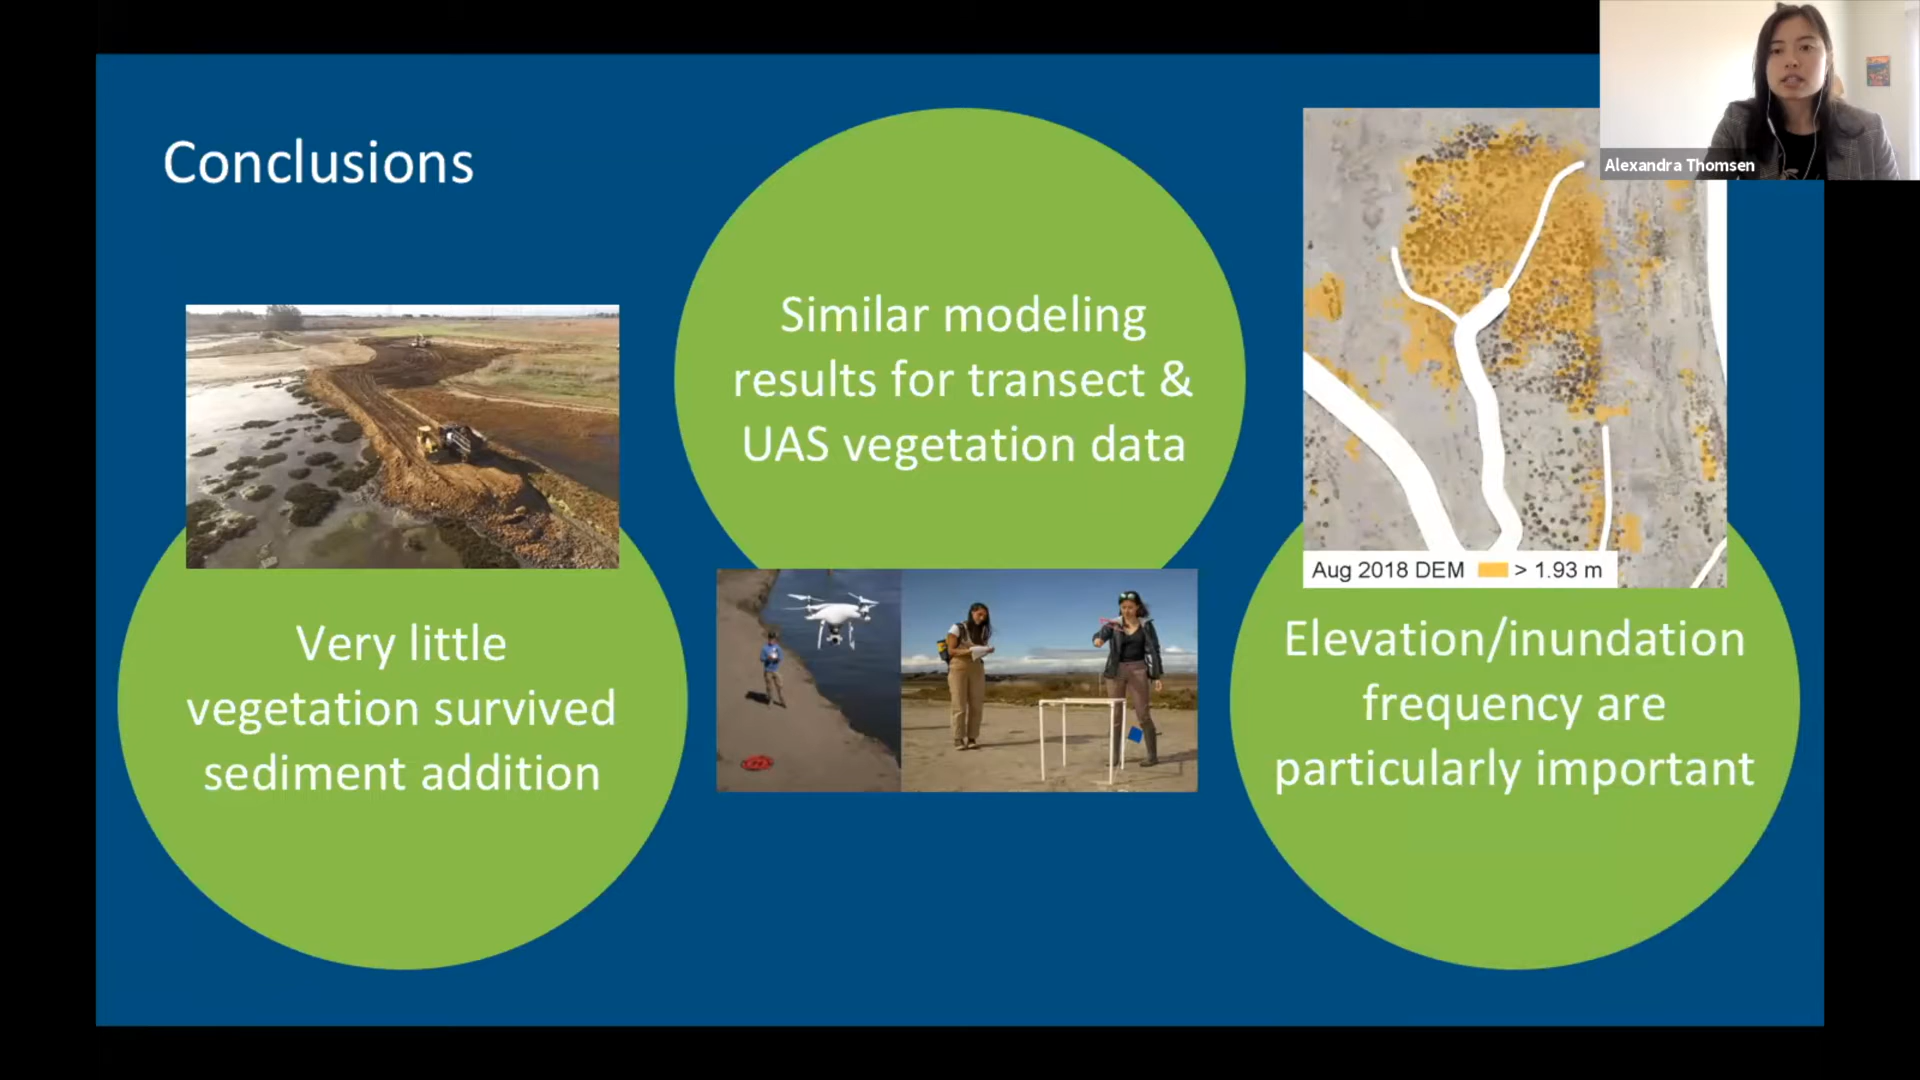 Conclusions
Alexandra Thomsen
Similar modeling
results for transect &
UAS vegetation data
Aug 2018 DEM > 1.93 m
Very little
vegetation survived
sediment addition
Elevation/inundation
frequency are
particularly important